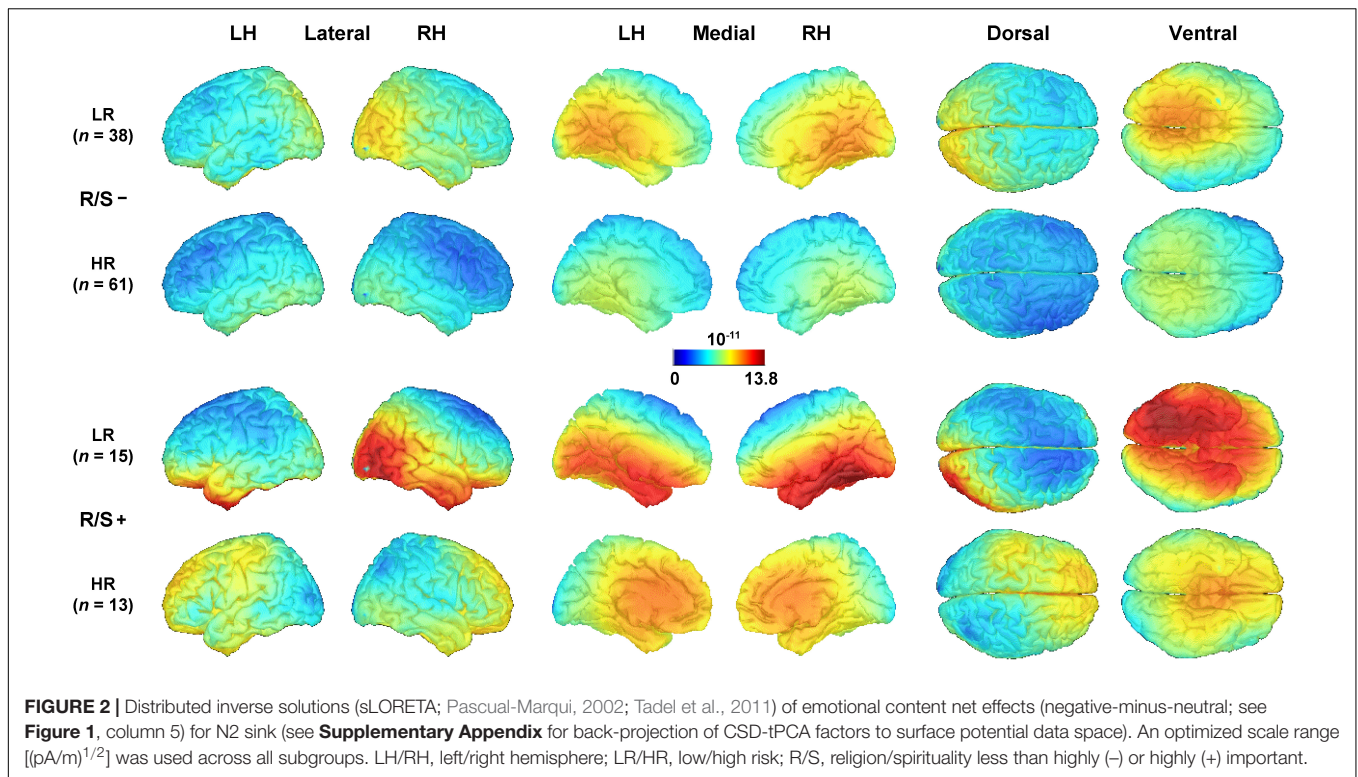 LH Lateral RH LH Medial RH Dorsal Ventral
LR
(n = 38)
R/S −
HR
(n = 61)
10⁻¹¹
0 13.8
LR
(n = 15)
R/S +
HR
(n = 13)
FIGURE 2 | Distributed inverse solutions (sLORETA; Pascual-Marqui, 2002; Tadel et al., 2011) of emotional content net effects (negative-minus-neutral; see
Figure 1, column 5) for N2 sink (see Supplementary Appendix for back-projection of CSD-tPCA factors to surface potential data space). An optimized scale range
[(pA/m)^1/2] was used across all subgroups. LH/RH, left/right hemisphere; LR/HR, low/high risk; R/S, religion/spirituality less than highly (–) or highly (+) important.